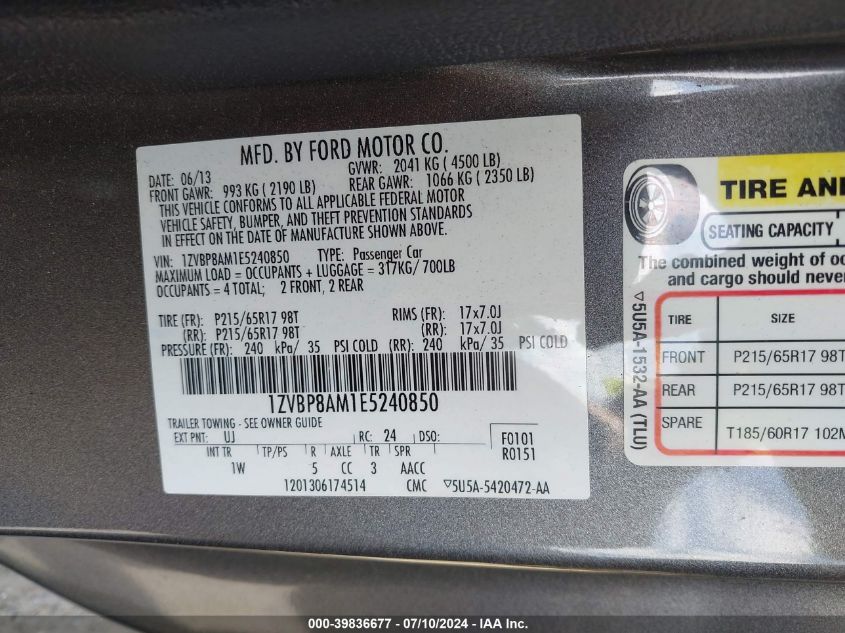 MFD. BY FORD MOTOR CO.
DATE: 06/13 GVWR: 2041 KG ( 4500 LB)
FRONT GAWR: 993 KG ( 2190 LB) REAR GAWR: 1066 KG ( 2350 LB)
THIS VEHICLE CONFORMS TO ALL APPLICABLE FEDERAL MOTOR
VEHICLE SAFETY, BUMPER, AND THEFT PREVENTION STANDARDS
IN EFFECT ON THE DATE OF MANUFACTURE SHOWN ABOVE.
VIN: 1ZVBP8AM1E5240850 TYPE: Passenger Car
MAXIMUM LOAD = OCCUPANTS + LUGGAGE = 317KG/ 700LB
OCCUPANTS = 4 TOTAL; 2 FRONT, 2 REAR
TIRE (FR): P215/65R17 98T RIMS (FR): 17x7.0J
(RR): P215/65R17 98T (RR): 17x7.0J
PRESSURE (FR): 240 kPa/ 35 PSI COLD (RR): 240 kPa/ 35 PSI COLD
1ZVBP8AM1E5240850
TRAILER TOWING - SEE OWNER GUIDE
EXT PNT: UJ RC: 24 DSO: F0101
INT TR TP/PS R AXLE TR SPR R0151
1W 5 CC 3 AACC
1201306174514 CMC ▽5U5A-5420472-AA
TIRE AND
SEATING CAPACITY
The combined weight of oc
and cargo should never
▽5U5A-1532-AA (TLU)
TIRE SIZE
FRONT P215/65R17 98T
REAR P215/65R17 98T
SPARE T185/60R17 102M
000-39836677 - 07/10/2024 - IAA Inc.